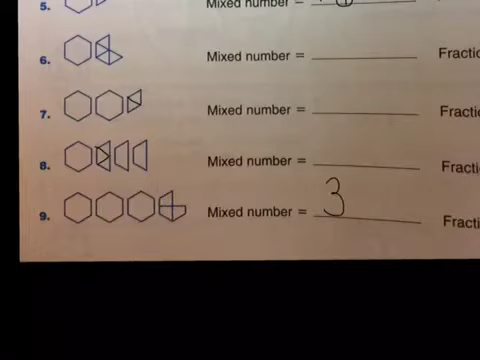 5. Mixed number =
6. Mixed number = Fracti
7. Mixed number = Fracti
8. Mixed number = Fracti
9. Mixed number = 3 Fracti